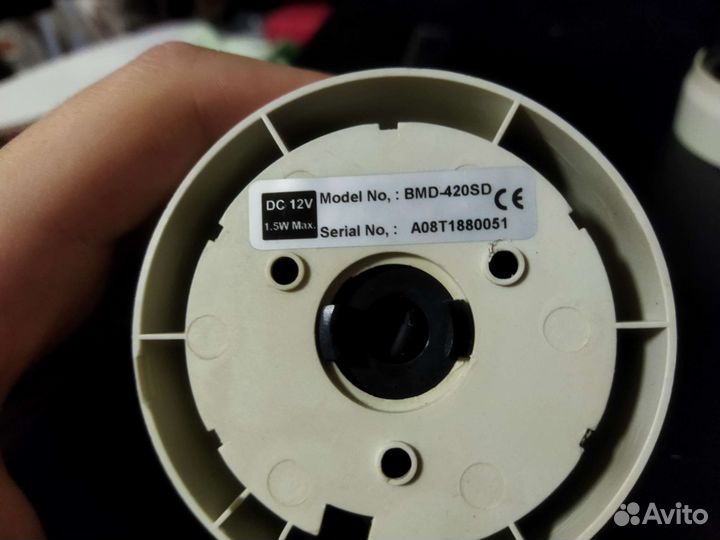 DC 12V
1.5W Max.
Model No, : BMD-420SD
Serial No, : A08T1880051
CE
Avito